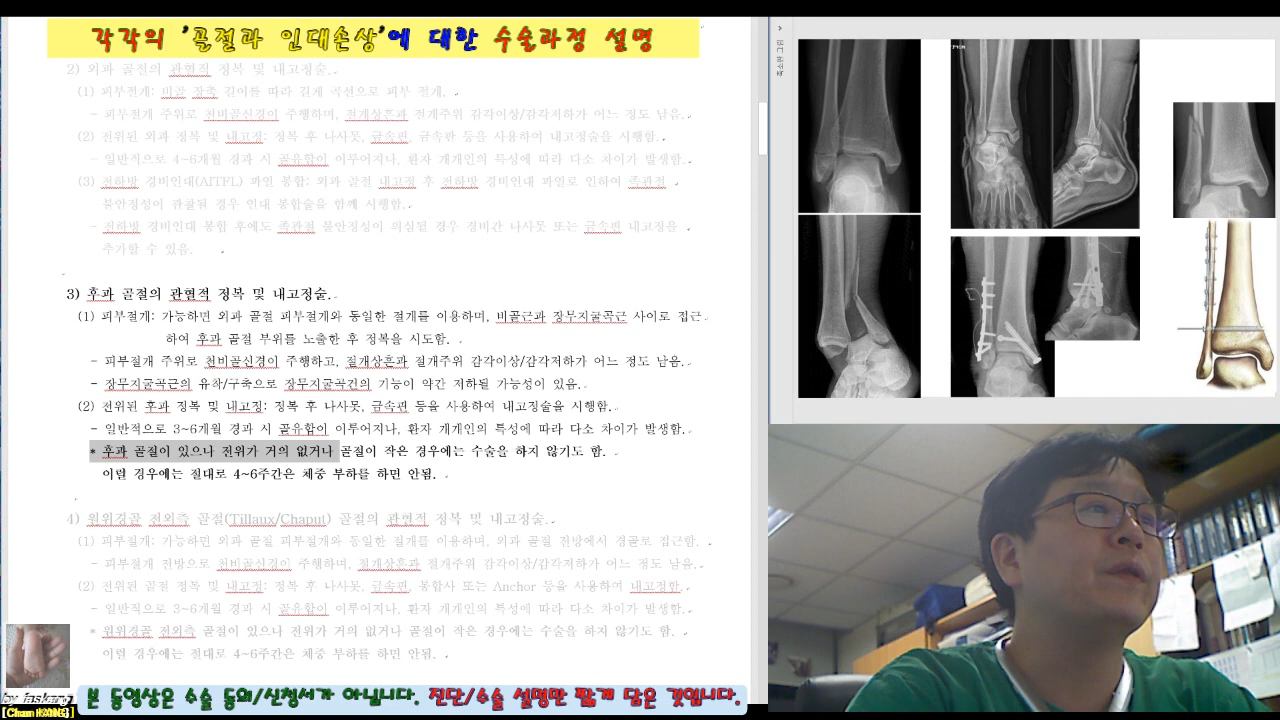 각각의 '골절과 인대손상'에 대한 수술과정 설명
2) 외과 골절의 관혈적 정복 및 내고정술.
(1) 피부절개: 비골 장축 길이를 따라 길게 곡선으로 피부 절개.
- 피부절개 주위로 천비골신경이 주행하며, 절개상흔과 절개주위 감각이상/감각저하가 어느 정도 남음.
(2) 전위된 외과 정복 및 내고정: 정복 후 나사못, 금속핀, 금속판 등을 사용하여 내고정술을 시행함.
- 일반적으로 4~6개월 경과 시 골유합이 이루어지나, 환자 개개인의 특성에 따라 다소 차이가 발생함.
(3) 전하방 경비인대(AITFL) 파열 봉합: 외과 골절 내고정 후 전하방 경비인대 파열로 인하여 족관절
불안정성이 관찰된 경우 인대 봉합술을 함께 시행함.
- 전하방 경비인대 봉합 후에도 족관절 불안정성이 의심될 경우 경비간 나사못 또는 금속판 내고정을
추가할 수 있음.
3) 후과 골절의 관혈적 정복 및 내고정술.
(1) 피부절개: 가능하면 외과 골절 피부절개와 동일한 절개를 이용하며, 비골근과 장무지굴곡근 사이로 접근
하여 후과 골절 부위를 노출한 후 정복을 시도함.
- 피부절개 주위로 천비골신경이 주행하고, 절개상흔과 절개주위 감각이상/감각저하가 어느 정도 남음.
- 장무지굴곡근의 유착/구축으로 장무지굴곡건의 기능이 약간 저하될 가능성이 있음.
(2) 전위된 후과 정복 및 내고정: 정복 후 나사못, 금속핀 등을 사용하여 내고정술을 시행함.
- 일반적으로 3~6개월 경과 시 골유합이 이루어지나, 환자 개개인의 특성에 따라 다소 차이가 발생함.
* 후과 골절이 있으나 전위가 거의 없거나 골절이 작은 경우에는 수술을 하지 않기도 함.
이럴 경우에는 절대로 4~6주간은 체중 부하를 하면 안됨.
4) 원위경골 전외측 골절(Tillaux/Chaput) 골절의 관혈적 정복 및 내고정술.
(1) 피부절개: 가능하면 외과 골절 피부절개와 동일한 절개를 이용하며, 외과 골절 전방에서 경골로 접근함.
- 피부절개 전방으로 천비골신경이 주행하며, 절개상흔과 절개주위 감각이상/감각저하가 어느 정도 남음.
(2) 전위된 골절 정복 및 내고정: 정복 후 나사못, 금속핀, 봉합사 또는 Anchor 등을 사용하여 내고정함.
- 일반적으로 3~6개월 경과 시 골유합이 이루어지나, 환자 개개인의 특성에 따라 다소 차이가 발생함.
* 원위경골 전외측 골절이 있으나 전위가 거의 없거나 골절이 작은 경우에는 수술을 하지 않기도 함.
이럴 경우에는 절대로 4~6주간은 체중 부하를 하면 안됨.
본 동영상은 수술 동의/신청서가 아닙니다. 진단/수술 설명만 짧게 담은 것입니다.